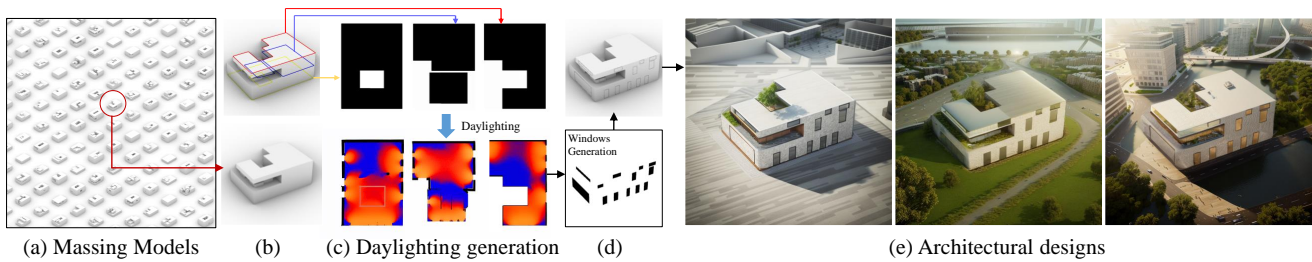 Daylighting
Windows
Generation
(a) Massing Models
(b)
(c) Daylighting generation
(d)
(e) Architectural designs